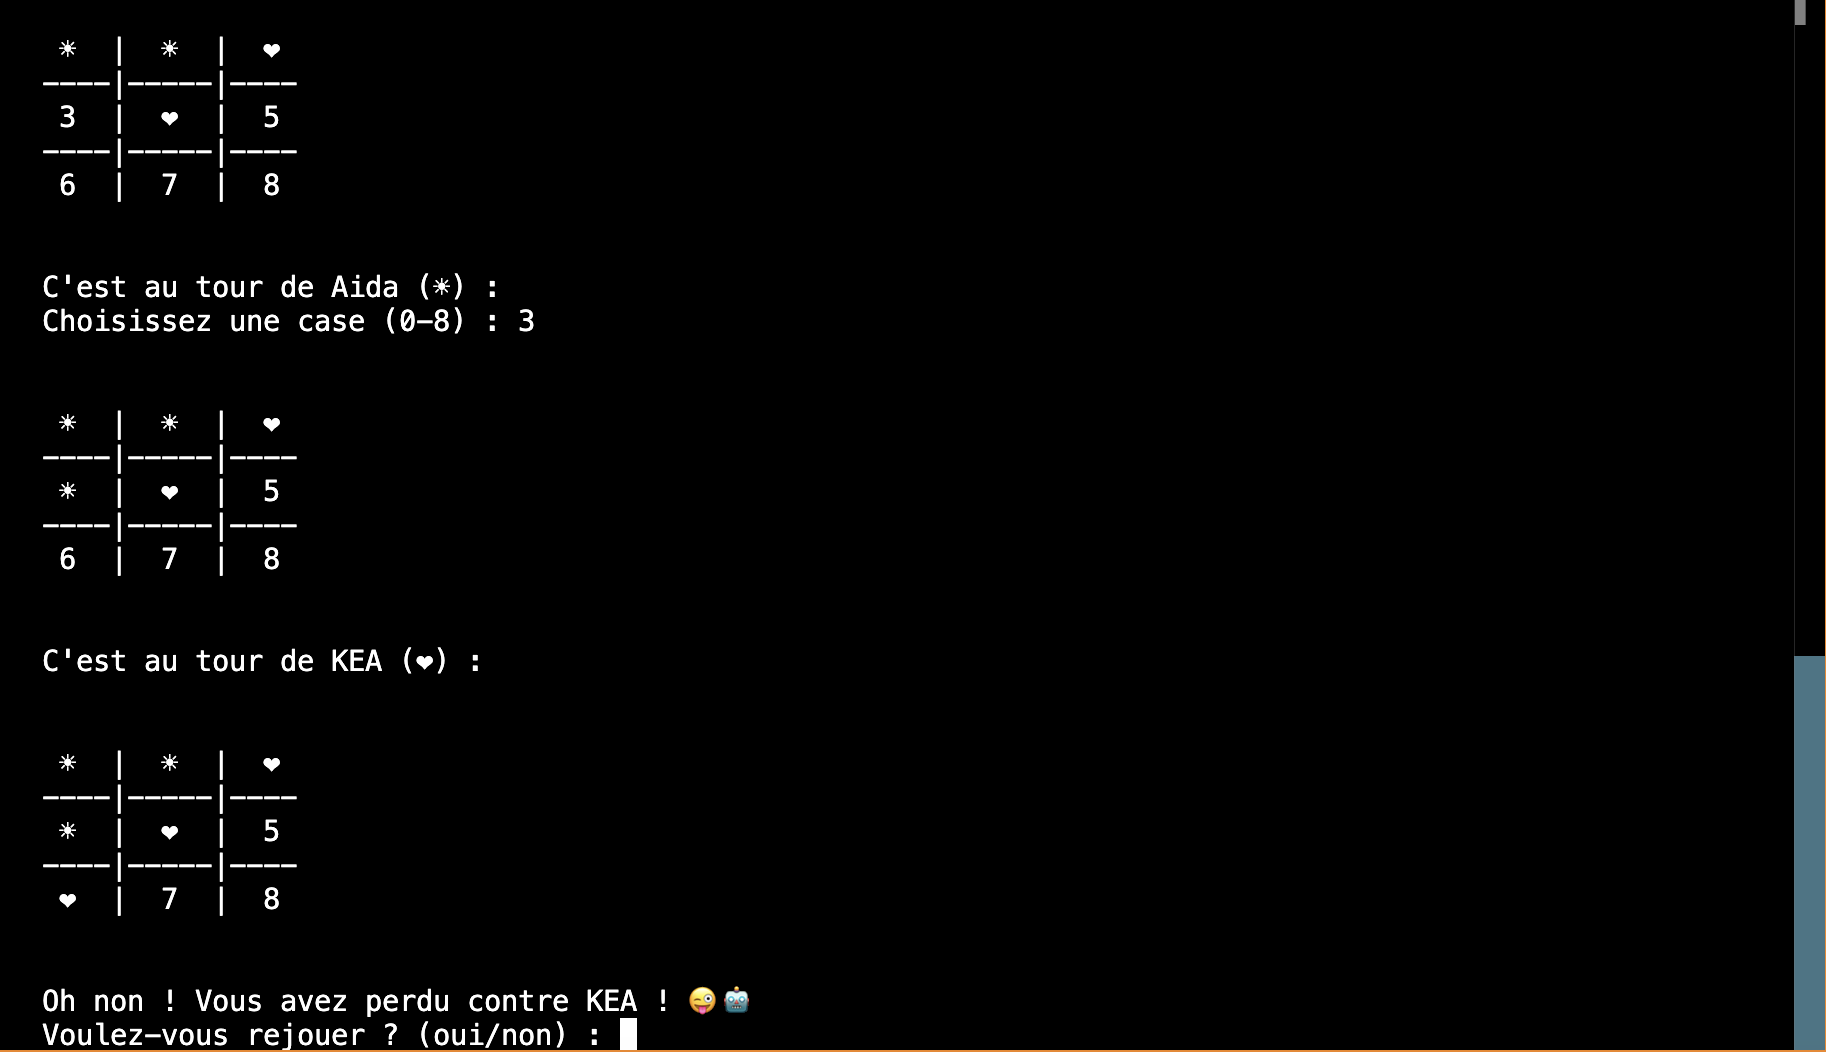 ☀ | ☀ | ❤
----|-----|----
3 | ❤ | 5
----|-----|----
6 | 7 | 8
C'est au tour de Aida (☀) :
Choisissez une case (0-8) : 3
☀ | ☀ | ❤
----|-----|----
☀ | ❤ | 5
----|-----|----
6 | 7 | 8
C'est au tour de KEA (❤) :
☀ | ☀ | ❤
----|-----|----
☀ | ❤ | 5
----|-----|----
❤ | 7 | 8
Oh non ! Vous avez perdu contre KEA ! 😜🤖
Voulez-vous rejouer ? (oui/non) :